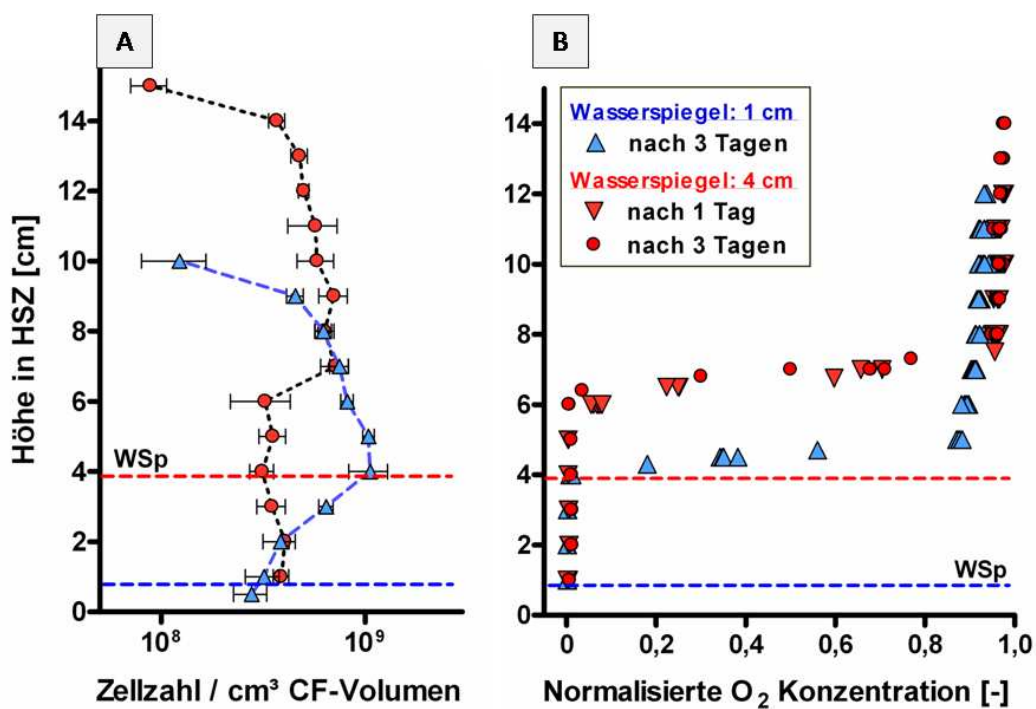 A
B
Höhe in HSZ [cm]
14
12
10
8
6
4
2
0
WSp
10⁸
10⁹
Zellzahl / cm³ CF-Volumen
Wasserspiegel: 1 cm
nach 3 Tagen
Wasserspiegel: 4 cm
nach 1 Tag
nach 3 Tagen
14
12
10
8
6
4
2
0
WSp
0
0,2
0,4
0,6
0,8
1,0
Normalisierte O₂ Konzentration [-]